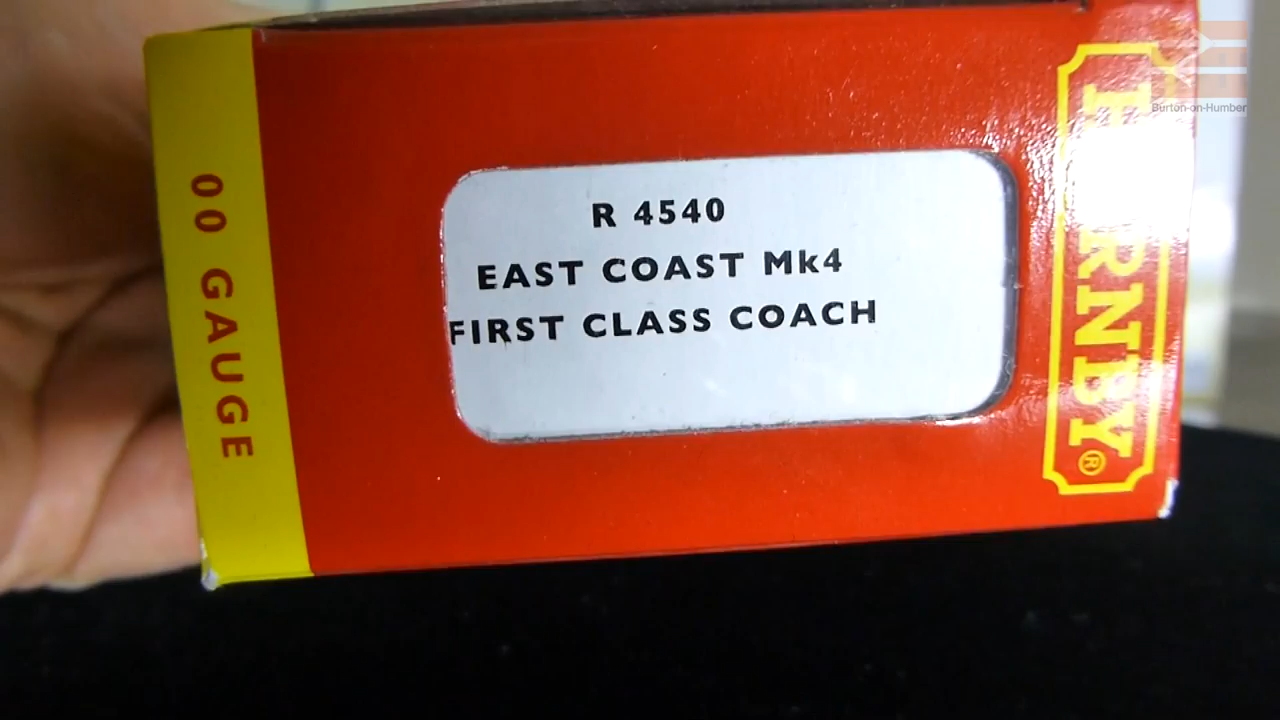 00 GAUGE
R 4540
EAST COAST Mk4
FIRST CLASS COACH
HORNBY®
Burton-on-Humber